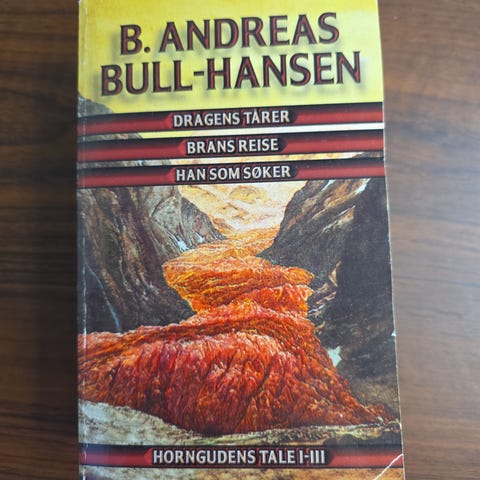 B. ANDREAS
BULL-HANSEN
DRAGENS TÅRER
BRANS REISE
HAN SOM SØKER
HORNGUDENS TALE I-III